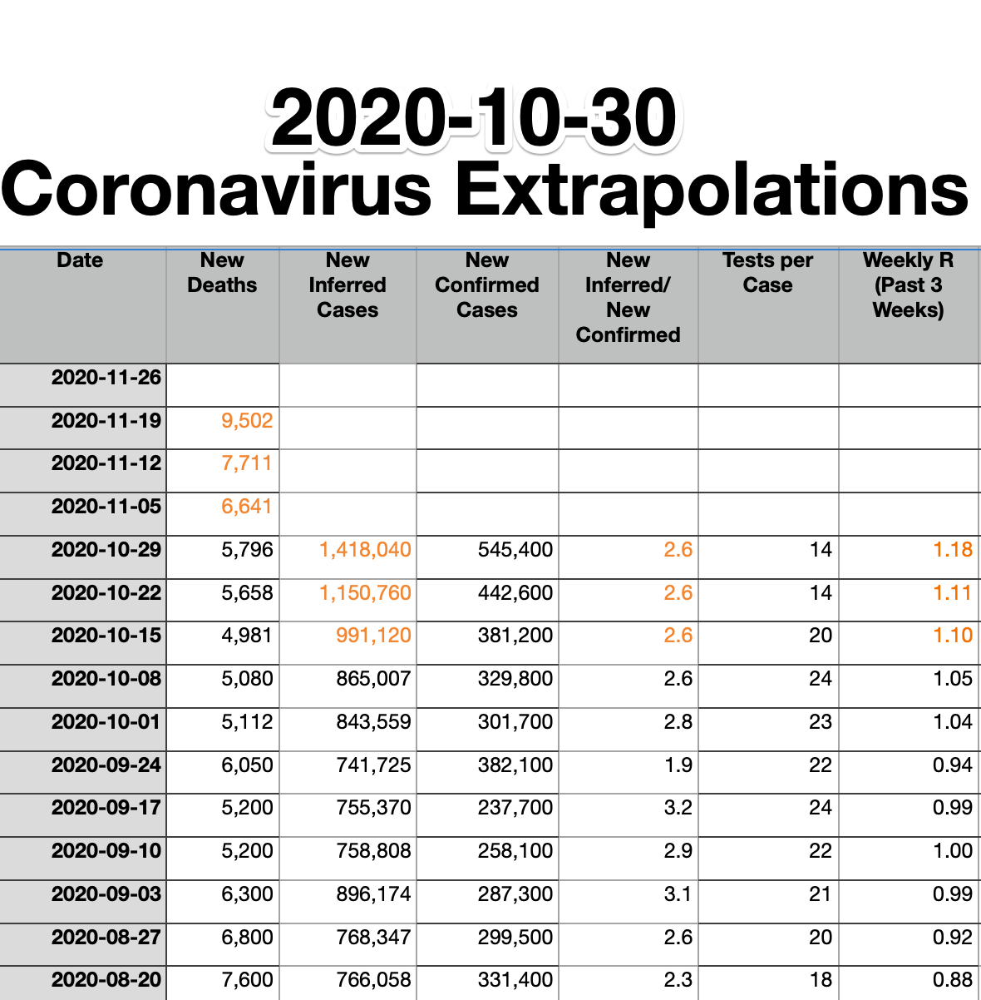 2020-10-30
Coronavirus Extrapolations
Date New Deaths New Inferred Cases New Confirmed Cases New Inferred/ New Confirmed Tests per Case Weekly R (Past 3 Weeks)
2020-11-26
2020-11-19 9,502
2020-11-12 7,711
2020-11-05 6,641
2020-10-29 5,796 1,418,040 545,400 2.6 14 1.18
2020-10-22 5,658 1,150,760 442,600 2.6 14 1.11
2020-10-15 4,981 991,120 381,200 2.6 20 1.10
2020-10-08 5,080 865,007 329,800 2.6 24 1.05
2020-10-01 5,112 843,559 301,700 2.8 23 1.04
2020-09-24 6,050 741,725 382,100 1.9 22 0.94
2020-09-17 5,200 755,370 237,700 3.2 24 0.99
2020-09-10 5,200 758,808 258,100 2.9 22 1.00
2020-09-03 6,300 896,174 287,300 3.1 21 0.99
2020-08-27 6,800 768,347 299,500 2.6 20 0.92
2020-08-20 7,600 766,058 331,400 2.3 18 0.88